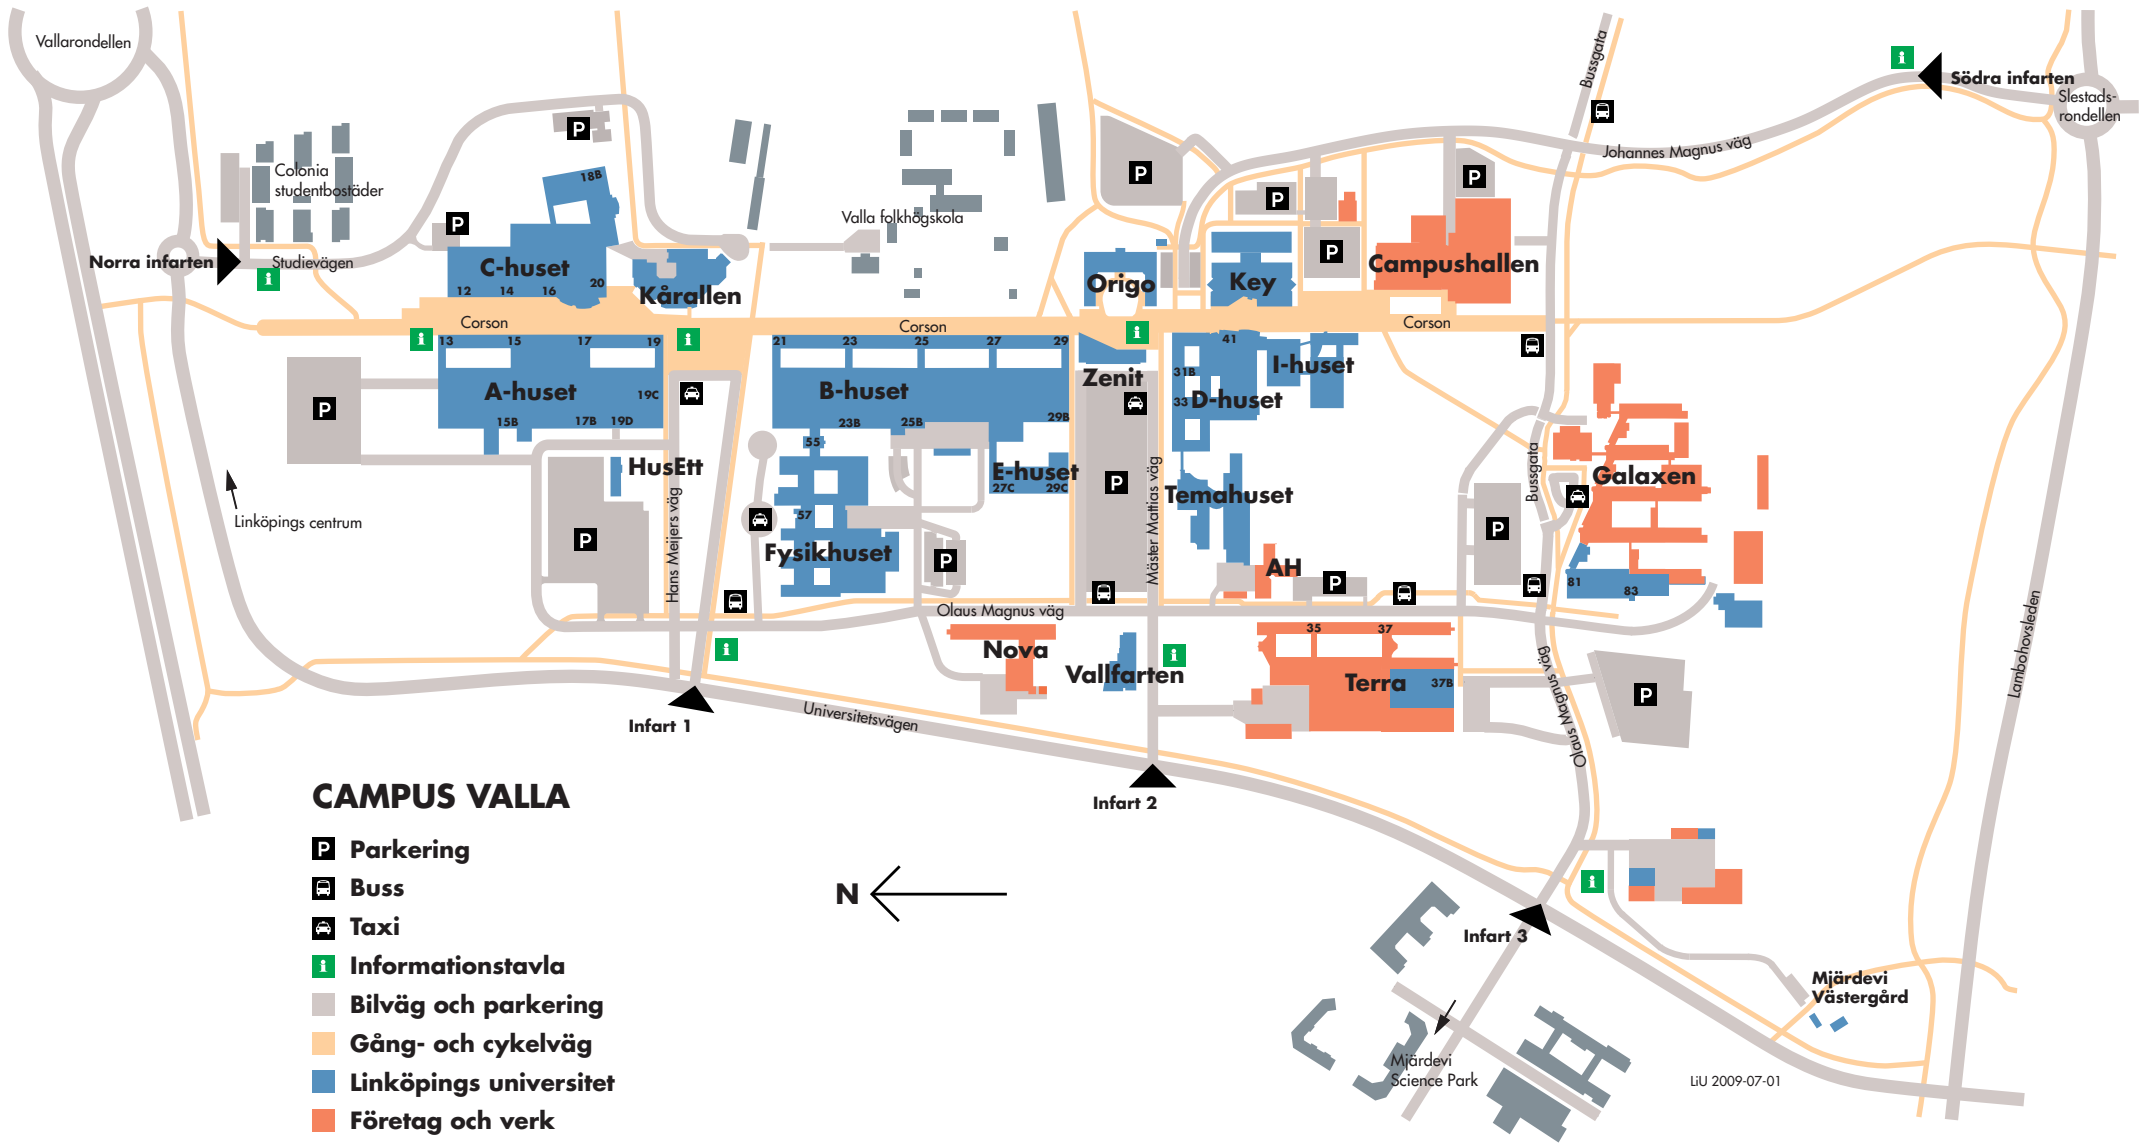 Vallarondellen
Bussgata
Södra infarten
Slestads-
rondellen
Johannes Magnus väg
P
Colonia
studentbostäder
18B
P
P
P
P
Valla folkhögskola
P
P
Norra infarten
Studievägen
C-huset
12 14 16 20
Kårallen
Origo
Key
Campushallen
Corson
Corson
Corson
13 15 17 19
21 23 25 27 29
41
A-huset
19C
15B 17B 19D
B-huset
23B 25B 29B
Zenit
31B
33
D-huset
I-huset
P
HusEtt
55
57
E-huset
27C 29C
P
Temahuset
Bussgata
Galaxen
Linköpings centrum
P
Hans Meijers väg
Fysikhuset
P
Mäster Mattias väg
AH
P
P
81
83
Olaus Magnus väg
Nova
Vallfarten
35 37
Terra
37B
Olaus Magnus väg
P
Lambohovsleden
Infart 1
Universitetsvägen
Infart 2
CAMPUS VALLA
P Parkering
Buss
Taxi
i Informationstavla
Bilväg och parkering
Gång- och cykelväg
Linköpings universitet
Företag och verk
N
Infart 3
Mjärdevi
Västergård
Mjärdevi
Science Park
LiU 2009-07-01